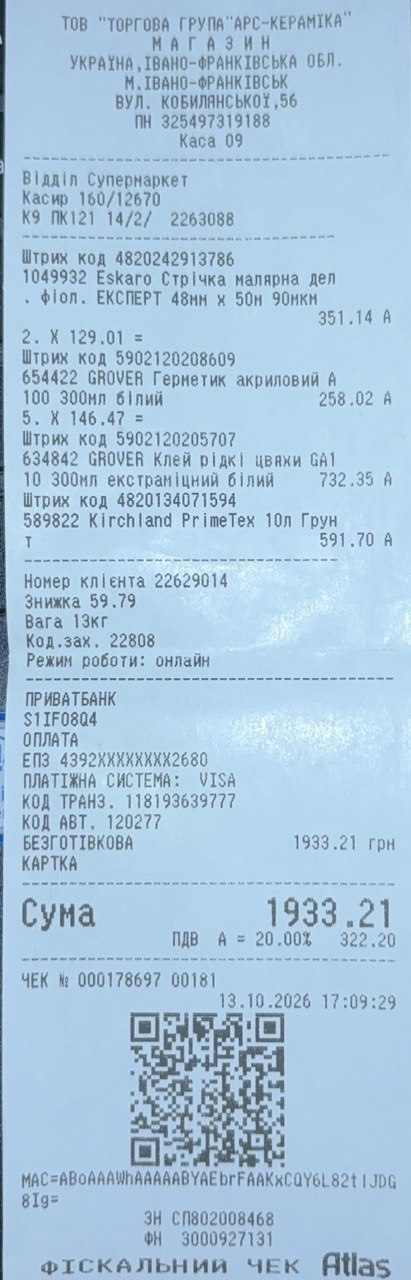 ТОВ "ТОРГОВА ГРУПА"АРС-КЕРАМІКА"
МАГАЗИН
УКРАЇНА,ІВАНО-ФРАНКІВСЬКА ОБЛ.
М.ІВАНО-ФРАНКІВСЬК
ВУЛ. КОБИЛЯНСЬКОЇ,56
ПН 325497319188
Каса 09
Відділ Супермаркет
Касир 160/12670
К9 ПК121 14/2/ 2263088
Штрих код 4820242913786
1049932 Eskaro Стрічка малярна дел
. фіол. ЕКСПЕРТ 48мм х 50м 90мкм
351.14 А
2. X 129.01 =
Штрих код 5902120208609
654422 GROVER Герметик акриловий А
100 300мл білий 258.02 А
5. X 146.47 =
Штрих код 5902120205707
634842 GROVER Клей рідкі цвяхи GA1
10 300мл екстраміцний білий 732.35 А
Штрих код 4820134071594
589822 Kirchland PrimeTex 10л Грун
т 591.70 А
Номер клієнта 22629014
Знижка 59.79
Вага 13кг
Код.зах. 22808
Режим роботи: онлайн
ПРИВАТБАНК
S1IF08Q4
ОПЛАТА
ЕПЗ 4392XXXXXXXX2680
ПЛАТІЖНА СИСТЕМА: VISA
КОД ТРАНЗ. 118193639777
КОД АВТ. 120277
БЕЗГОТІВКОВА 1933.21 грн
КАРТКА
Сума 1933.21
ПДВ А = 20.00% 322.20
ЧЕК № 000178697 00181
13.10.2026 17:09:29
MAC=ABoAAAWhAAAAABYAEbrFAAKxCQY6L82tIJDG
8Ig=
ЗН СП802008468
ФН 3000927131
ФІСКАЛЬНИЙ ЧЕК Atlas